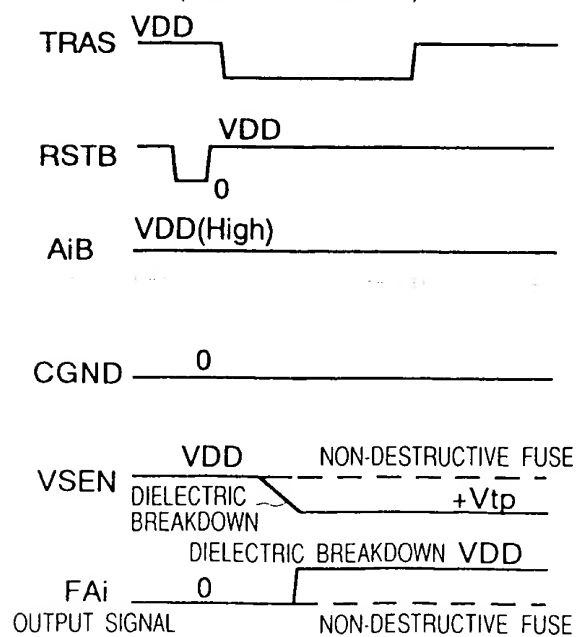 VDD
TRAS
VDD
RSTB
0
VDD(High)
AiB
0
CGND
VDD NON-DESTRUCTIVE FUSE
VSEN
DIELECTRIC +Vtp
BREAKDOWN
DIELECTRIC BREAKDOWN VDD
FAi 0
OUTPUT SIGNAL NON-DESTRUCTIVE FUSE